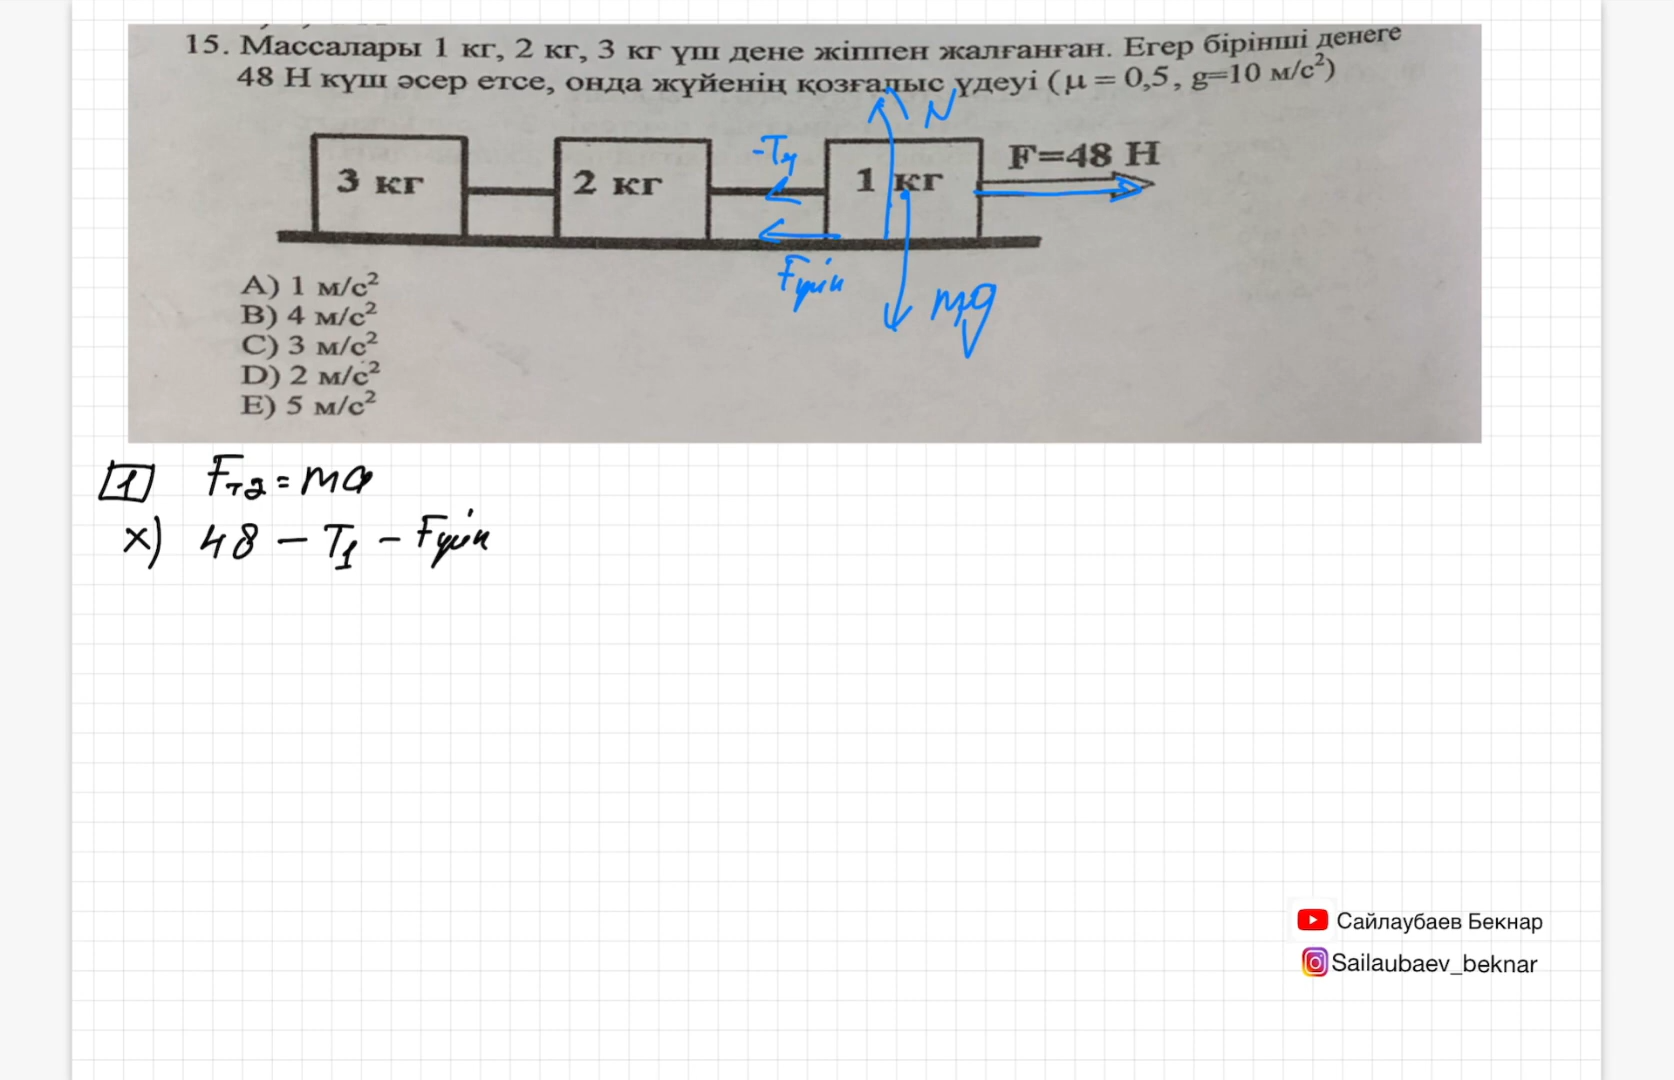 15. Массалары 1 кг, 2 кг, 3 кг үш дене жіппен жалғанған. Егер бірінші денеге
48 Н күш әсер етсе, онда жүйенің қозғалыс үдеуі (μ = 0,5, g=10 м/с²)
N
-T₁
F=48 Н
3 кг
2 кг
1 кг
Fүйк
mg
A) 1 м/с²
B) 4 м/с²
C) 3 м/с²
D) 2 м/с²
E) 5 м/с²
1 Fтә = ma
x) 48 - T₁ - Fүйк
Сайлаубаев Бекнар
Sailaubaev_beknar